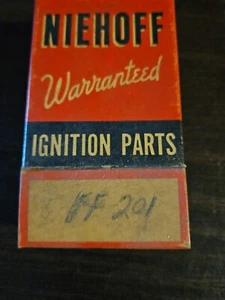 NIEHOFF
Warranteed
IGNITION PARTS
FF 201